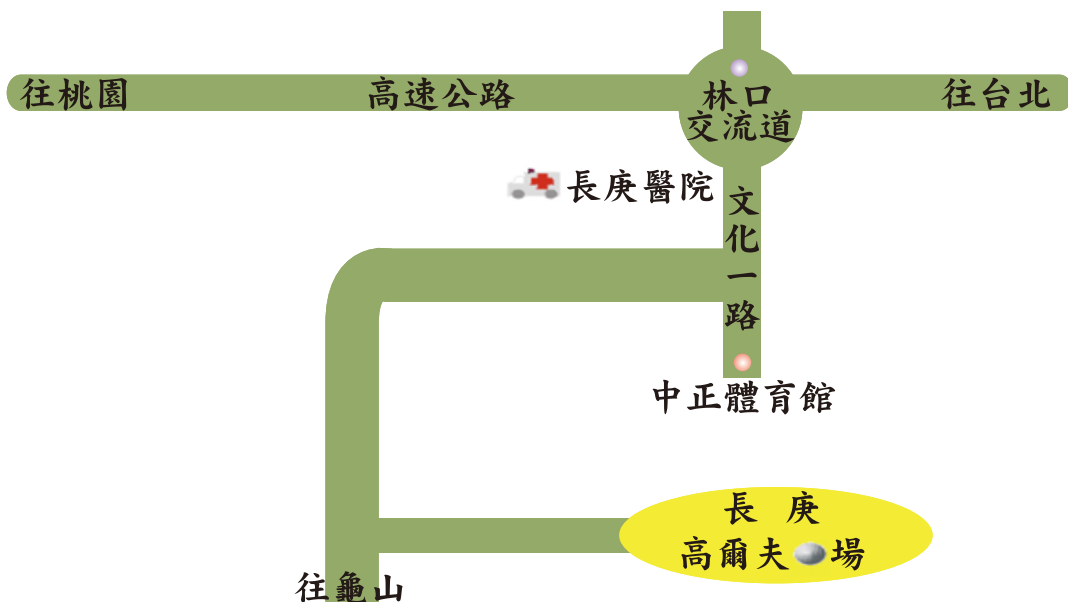 往桃園
高速公路
林口
交流道
往台北
長庚醫院
文化一路
中正體育館
長庚
高爾夫場
往龜山